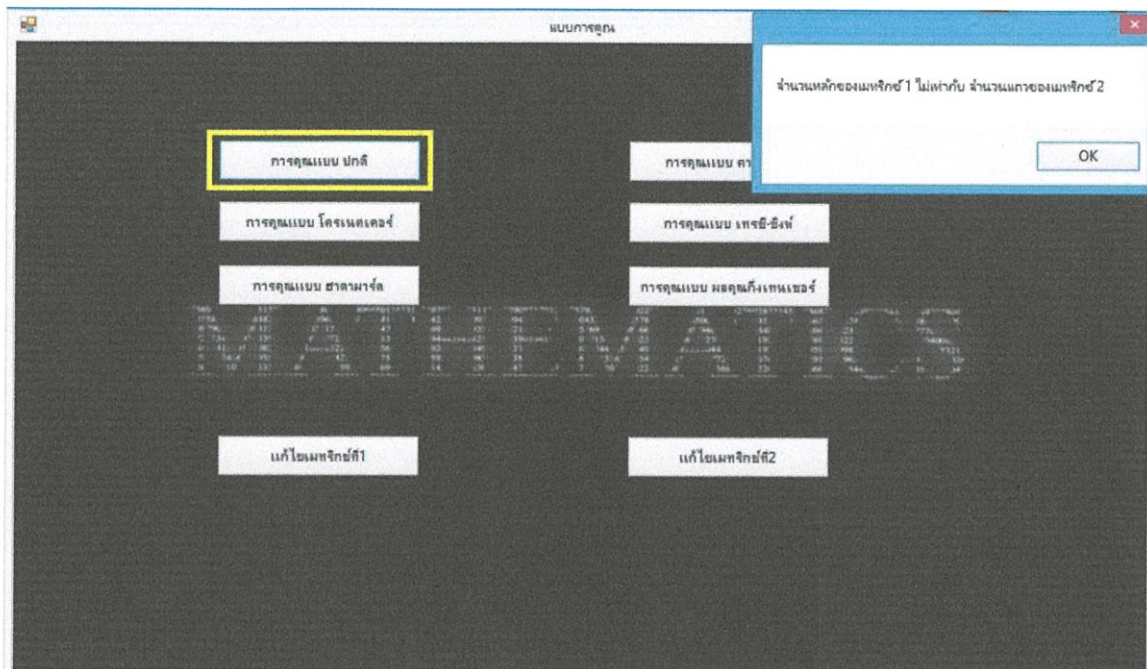 แบบการคูณ
จำนวนหลักของเมทริกซ์ 1 ไม่เท่ากับ จำนวนแถวของเมทริกซ์ 2
OK
การคูณแบบ ปกติ
การคูณแบบ
การคูณแบบ โครเนคเคอร์
การคูณแบบ เทรซี-ซิงห์
การคูณแบบ ฮาดามาร์ด
การคูณแบบ ผลคูณกึ่งเทนเซอร์
MATHEMATICS
แก้ไขเมทริกซ์ที่1
แก้ไขเมทริกซ์ที่2